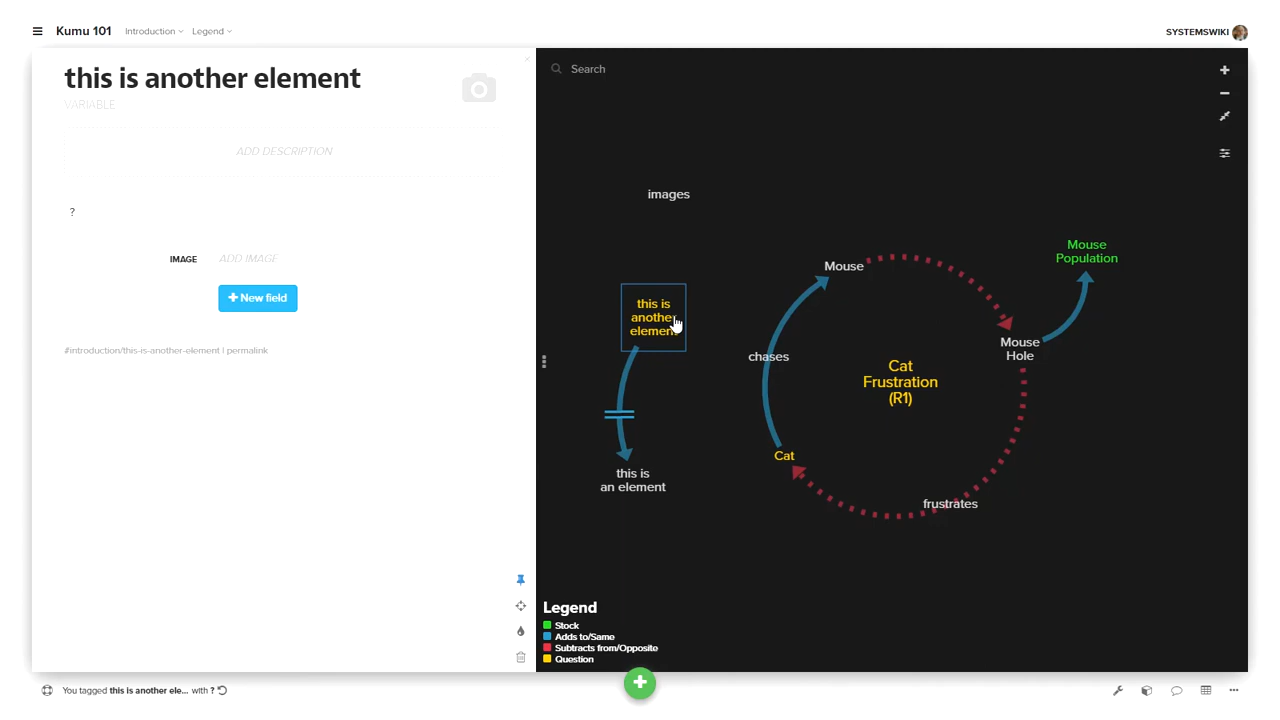 Kumu 101 Introduction Legend
SYSTEMSWIKI
this is another element
VARIABLE
ADD DESCRIPTION
?
IMAGE ADD IMAGE
+ New field
#introduction/this-is-another-element | permalink
Search
images
this is
another
element
this is
an element
Mouse
chases
Cat
Cat
Frustration
(R1)
Mouse
Hole
Mouse
Population
frustrates
Legend
Stock
Adds to/Same
Subtracts from/Opposite
Question
You tagged this is another ele... with ?